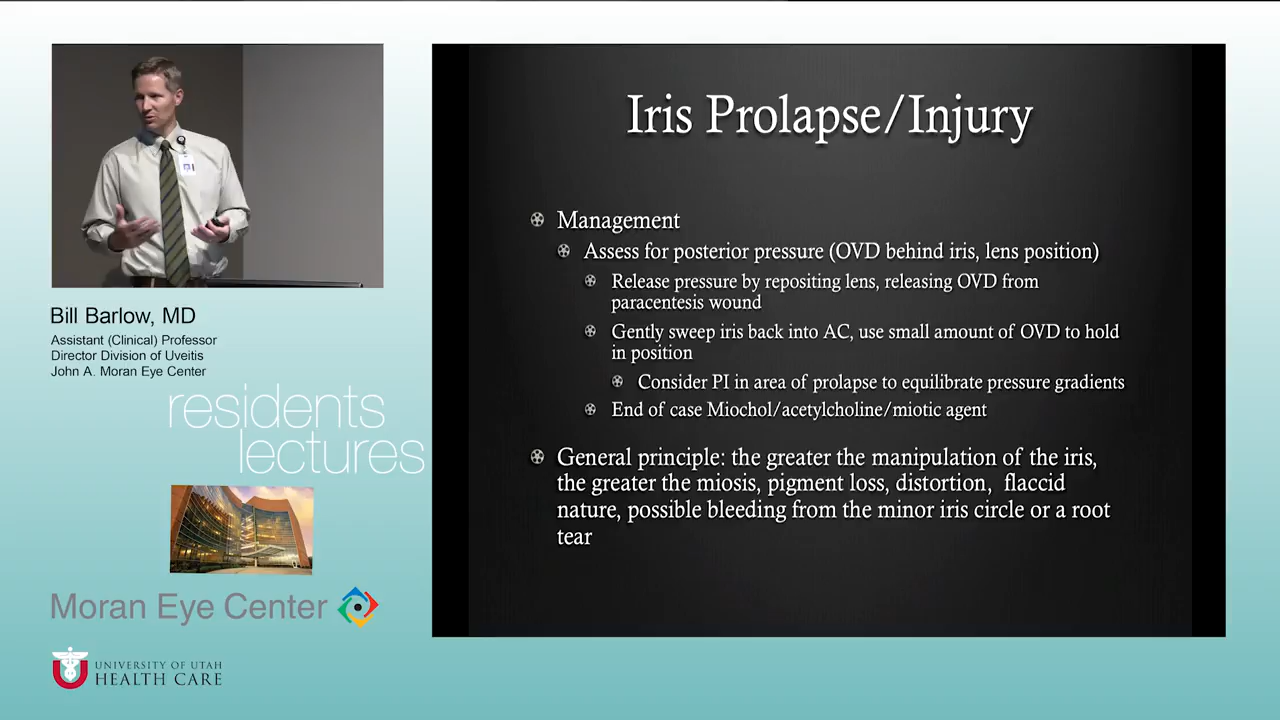 Bill Barlow, MD
Assistant (Clinical) Professor
Director Division of Uveitis
John A. Moran Eye Center
residents
lectures
Moran Eye Center
UNIVERSITY OF UTAH
HEALTH CARE
Iris Prolapse/Injury
Management
Assess for posterior pressure (OVD behind iris, lens position)
Release pressure by repositing lens, releasing OVD from
paracentesis wound
Gently sweep iris back into AC, use small amount of OVD to hold
in position
Consider PI in area of prolapse to equilibrate pressure gradients
End of case Miochol/acetylcholine/miotic agent
General principle: the greater the manipulation of the iris,
the greater the miosis, pigment loss, distortion, flaccid
nature, possible bleeding from the minor iris circle or a root
tear